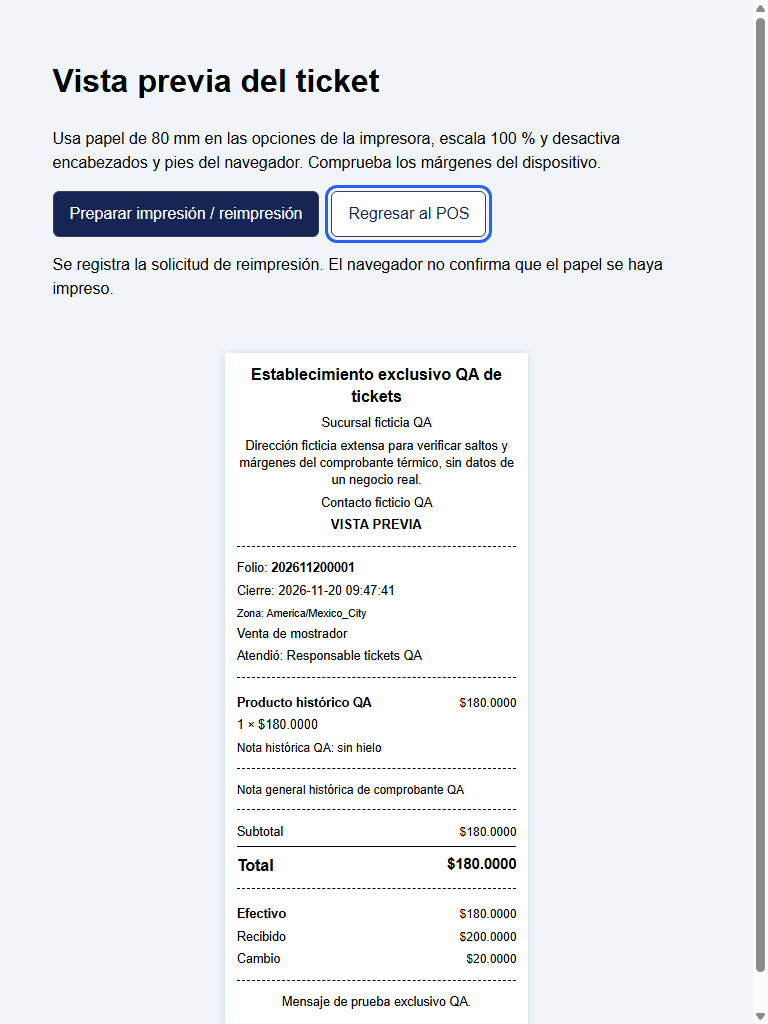 Vista previa del ticket
Usa papel de 80 mm en las opciones de la impresora, escala 100 % y desactiva
encabezados y pies del navegador. Comprueba los márgenes del dispositivo.
Preparar impresión / reimpresión
Regresar al POS
Se registra la solicitud de reimpresión. El navegador no confirma que el papel se haya
impreso.
Establecimiento exclusivo QA de
tickets
Sucursal ficticia QA
Dirección ficticia extensa para verificar saltos y
márgenes del comprobante térmico, sin datos de
un negocio real.
Contacto ficticio QA
VISTA PREVIA
Folio: 202611200001
Cierre: 2026-11-20 09:47:41
Zona: America/Mexico_City
Venta de mostrador
Atendió: Responsable tickets QA
Producto histórico QA $180.0000
1 × $180.0000
Nota histórica QA: sin hielo
Nota general histórica de comprobante QA
Subtotal $180.0000
Total $180.0000
Efectivo $180.0000
Recibido $200.0000
Cambio $20.0000
Mensaje de prueba exclusivo QA.